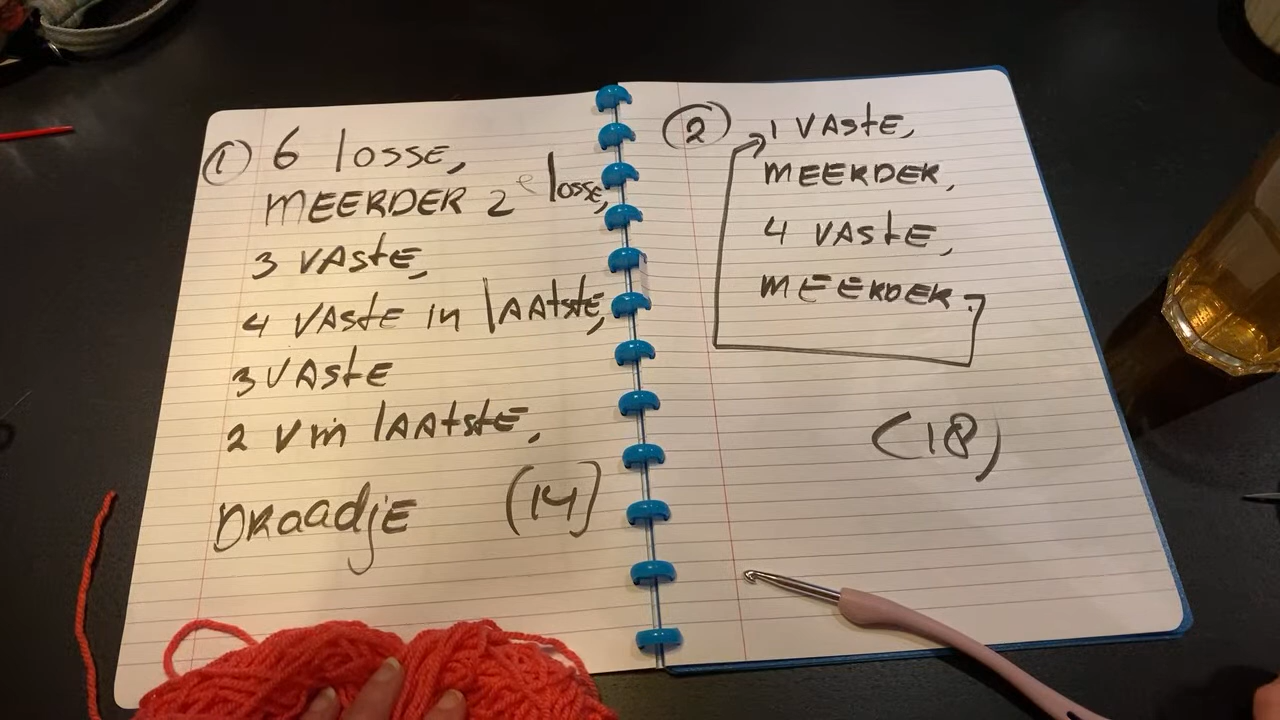 ① 6 losse,
MEERDER 2e losse,
3 VAstE,
4 VAstE in lAAtstE,
3 VAstE
2 V in lAAtstE,
DRaadjE (14)
② 1 VAstE,
MEERDER,
4 VAstE,
MEERDER,
(18)